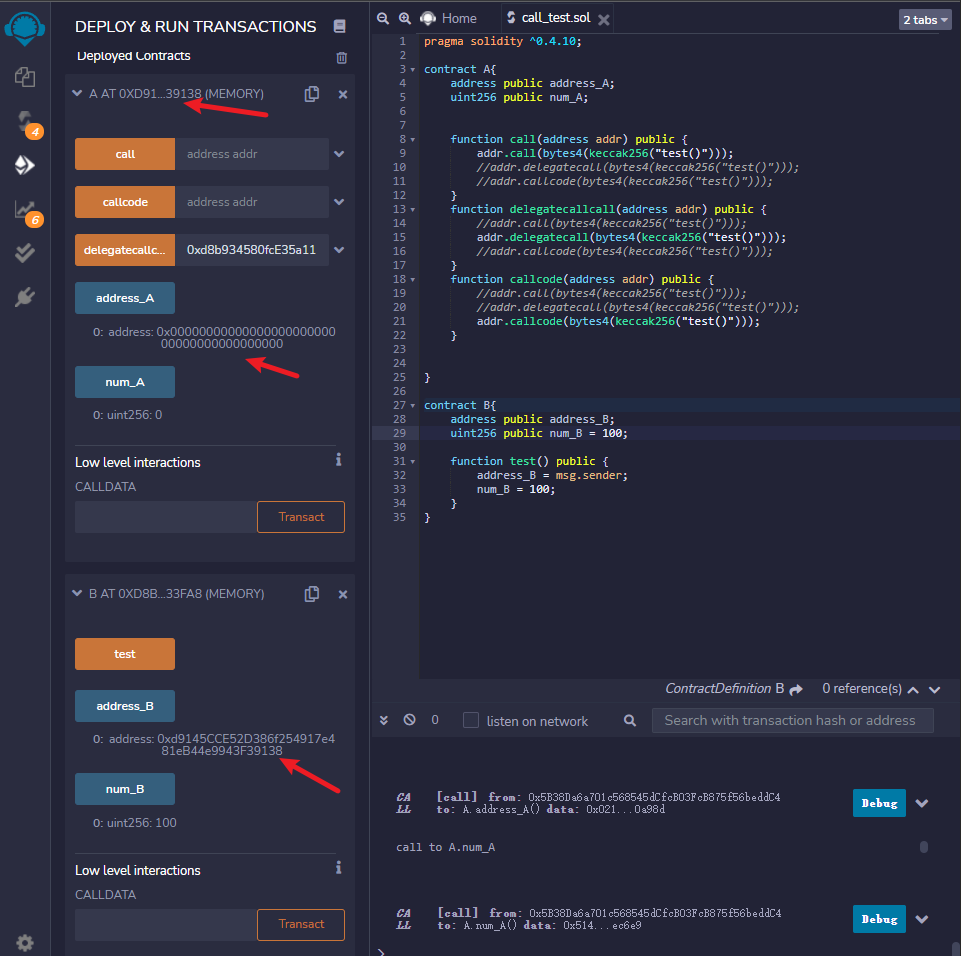 DEPLOY & RUN TRANSACTIONS
Deployed Contracts
A AT 0XD91...39138 (MEMORY)
call address addr
callcode address addr
delegatecallc... 0xd8b934580fcE35a11
address_A
0: address: 0x00000000000000000000000
00000000000000000
num_A
0: uint256: 0
Low level interactions
CALLDATA
Transact
B AT 0XD8B...33FA8 (MEMORY)
test
address_B
0: address: 0xd9145CCE52D386f254917e4
81eB44e9943F39138
num_B
0: uint256: 100
Low level interactions
CALLDATA
Transact
4
6
Home
call_test.sol
2 tabs
1 pragma solidity ^0.4.10;
2
3 contract A{
4 address public address_A;
5 uint256 public num_A;
6
7
8 function call(address addr) public {
9 addr.call(bytes4(keccak256("test()")));
10 //addr.delegatecall(bytes4(keccak256("test()")));
11 //addr.callcode(bytes4(keccak256("test()")));
12 }
13 function delegatecallcall(address addr) public {
14 //addr.call(bytes4(keccak256("test()")));
15 addr.delegatecall(bytes4(keccak256("test()")));
16 //addr.callcode(bytes4(keccak256("test()")));
17 }
18 function callcode(address addr) public {
19 //addr.call(bytes4(keccak256("test()")));
20 //addr.delegatecall(bytes4(keccak256("test()")));
21 addr.callcode(bytes4(keccak256("test()")));
22 }
23
24
25 }
26
27 contract B{
28 address public address_B;
29 uint256 public num_B = 100;
30
31 function test() public {
32 address_B = msg.sender;
33 num_B = 100;
34 }
35 }
ContractDefinition B 0 reference(s)
0 listen on network Search with transaction hash or address
CA [call] from: 0x5B38Da6a701c568545dCfcB03FcB875f56beddC4
LL to: A.address_A() data: 0x021...0a98d
Debug
call to A.num_A
CA [call] from: 0x5B38Da6a701c568545dCfcB03FcB875f56beddC4
LL to: A.num_A() data: 0x514...ec6e9
Debug
>